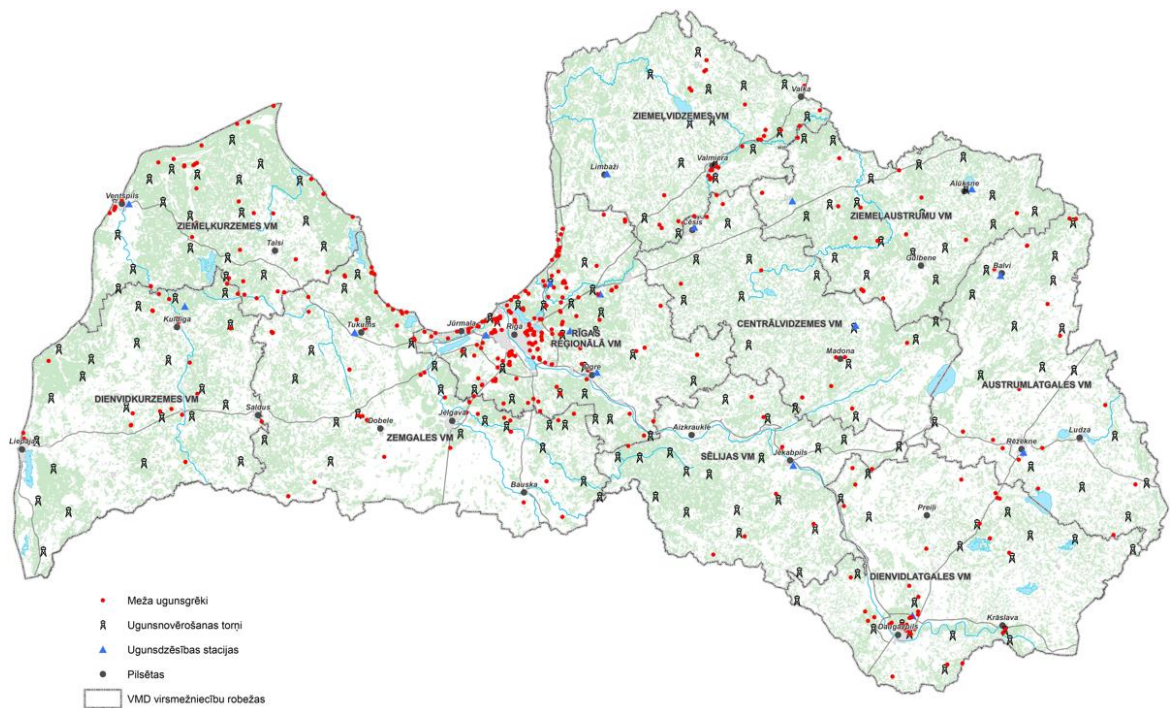 Valka
ZIEMEĻVIDZEMES VM
Valmiera
Limbaži
Alūksne
Ventspils
ZIEMEĻAUSTRUMU VM
ZIEMEĻKURZEMES VM
Cēsis
Talsi
Gulbene
Balvi
Kuldīga
Tukums
Jūrmala
Rīga
RĪGAS
REĢIONĀLĀ VM
CENTRĀLVIDZEMES VM
Madona
Ogre
AUSTRUMLATGALES VM
DIENVIDKURZEMES VM
Saldus
Dobele
Jelgava
ZEMGALES VM
Aizkraukle
Liepāja
Ludza
Rēzekne
SĒLIJAS VM
Jēkabpils
Bauska
Preiļi
DIENVIDLATGALES VM
Krāslava
Daugavpils
Meža ugunsgrēki
Ugunsnovērošanas torņi
Ugunsdzēsības stacijas
Pilsētas
VMD virsmežniecību robežas